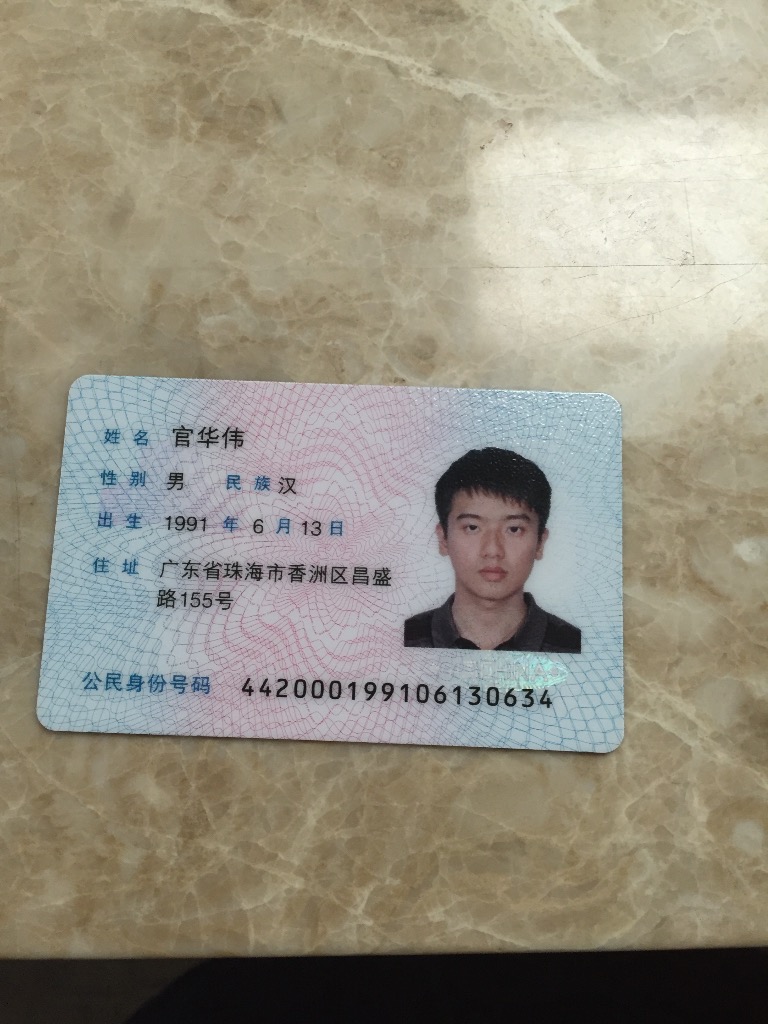 姓名 官华伟
性别 男 民族 汉
出生 1991 年 6 月 13 日
住址 广东省珠海市香洲区昌盛
路155号
公民身份号码 442000199106130634